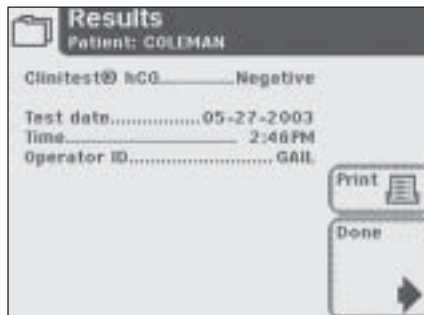 Results
Patient: COLEMAN
Clinitest® hCG..............Negative
Test date.................05-27-2003
Time.............................. 2:46PM
Operator ID.........................GAIL
Print
Done